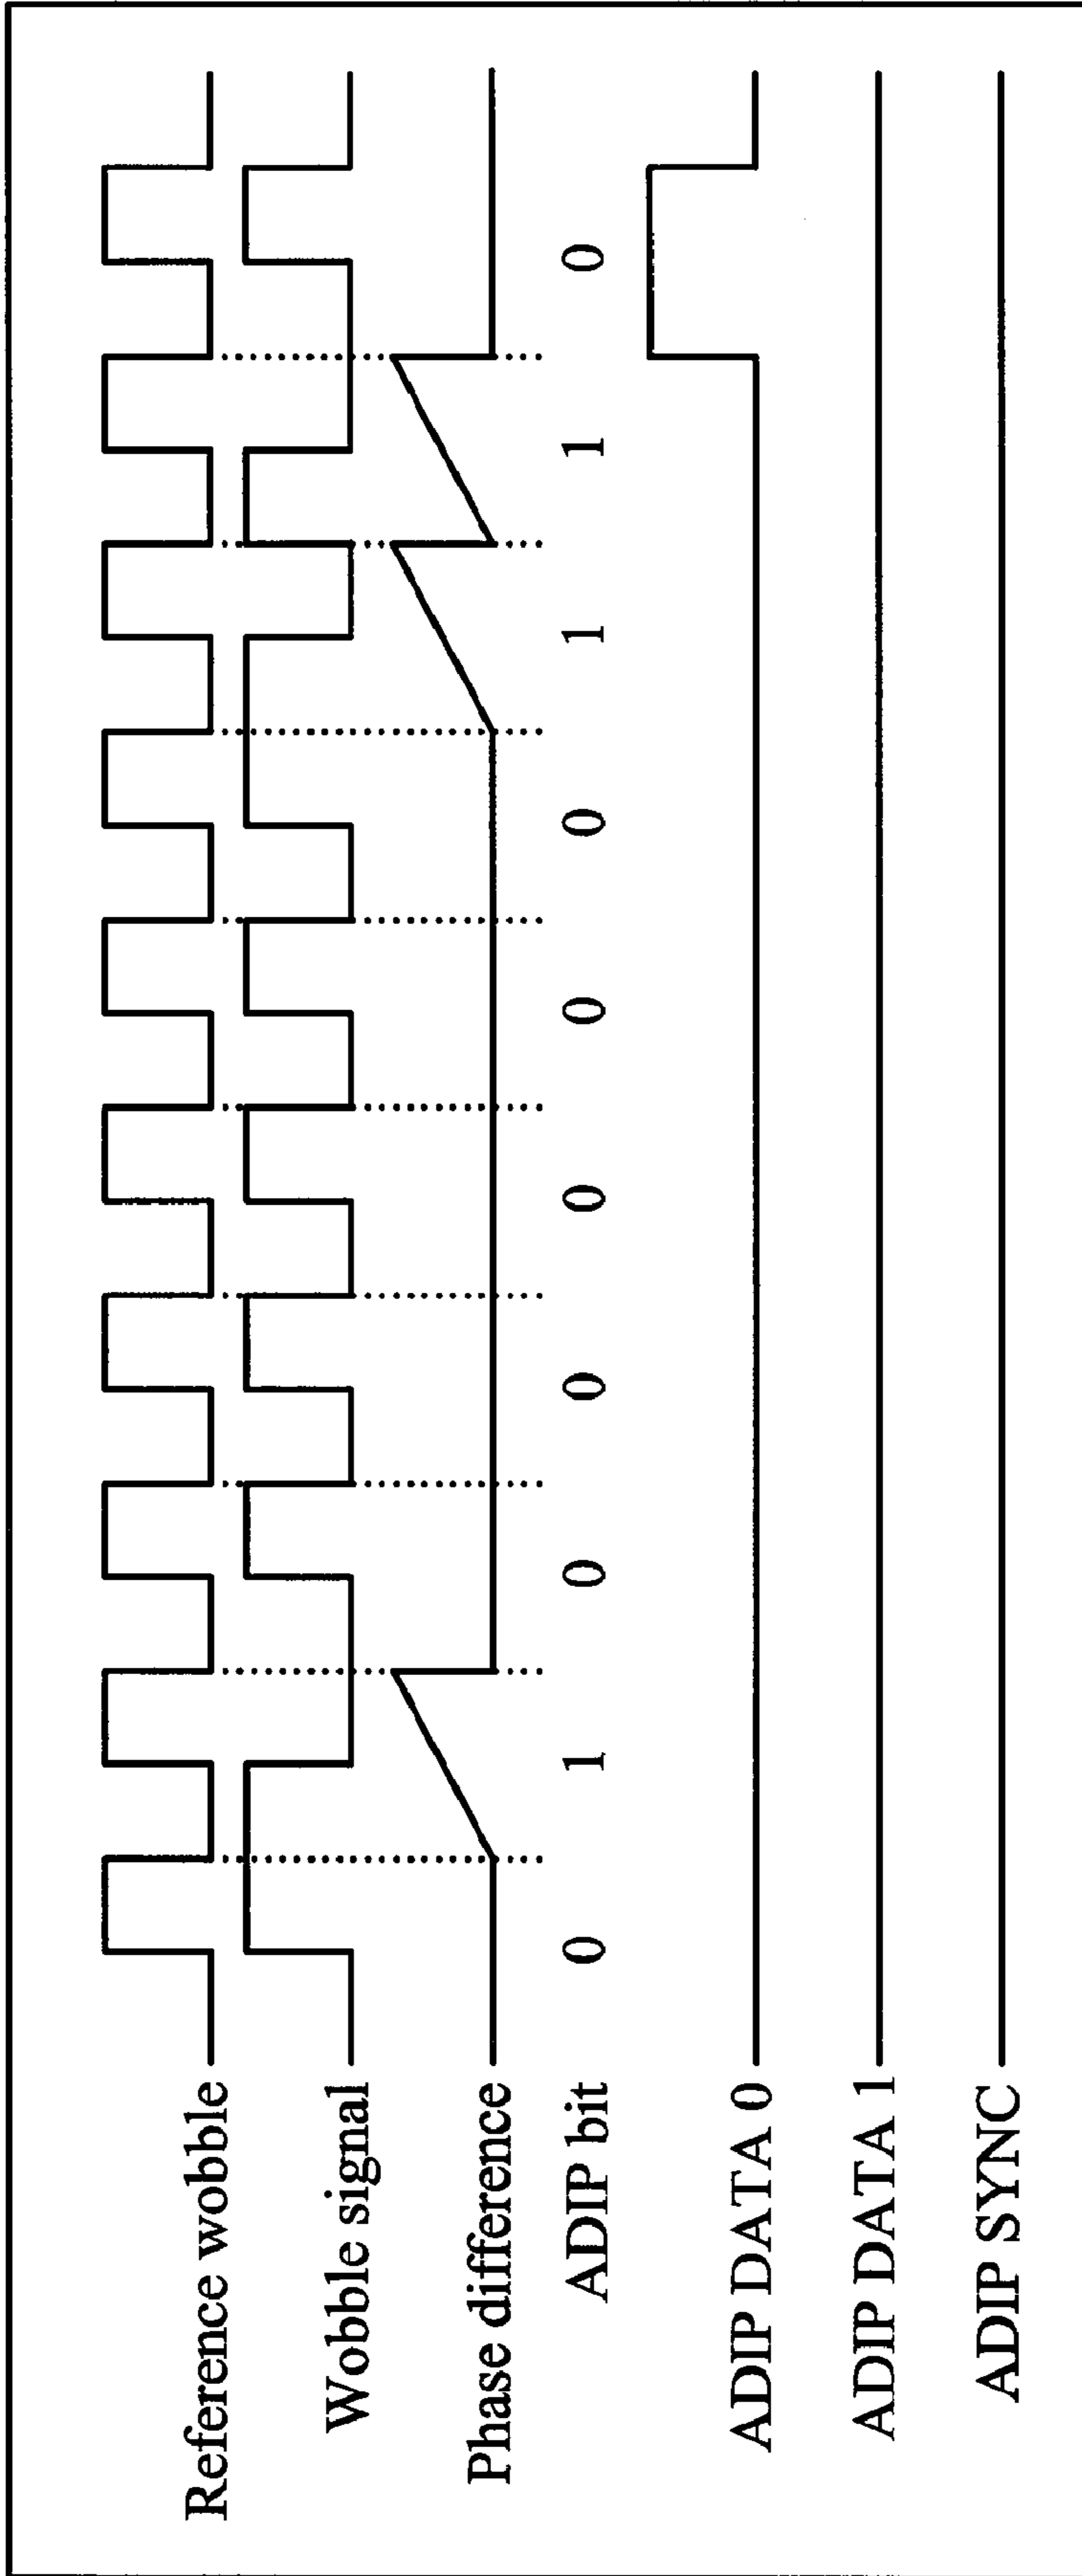 Reference wobble
Wobble signal
Phase difference
ADIP bit 0 1 0 0 0 0 0 1 1 0
ADIP DATA 0
ADIP DATA 1
ADIP SYNC